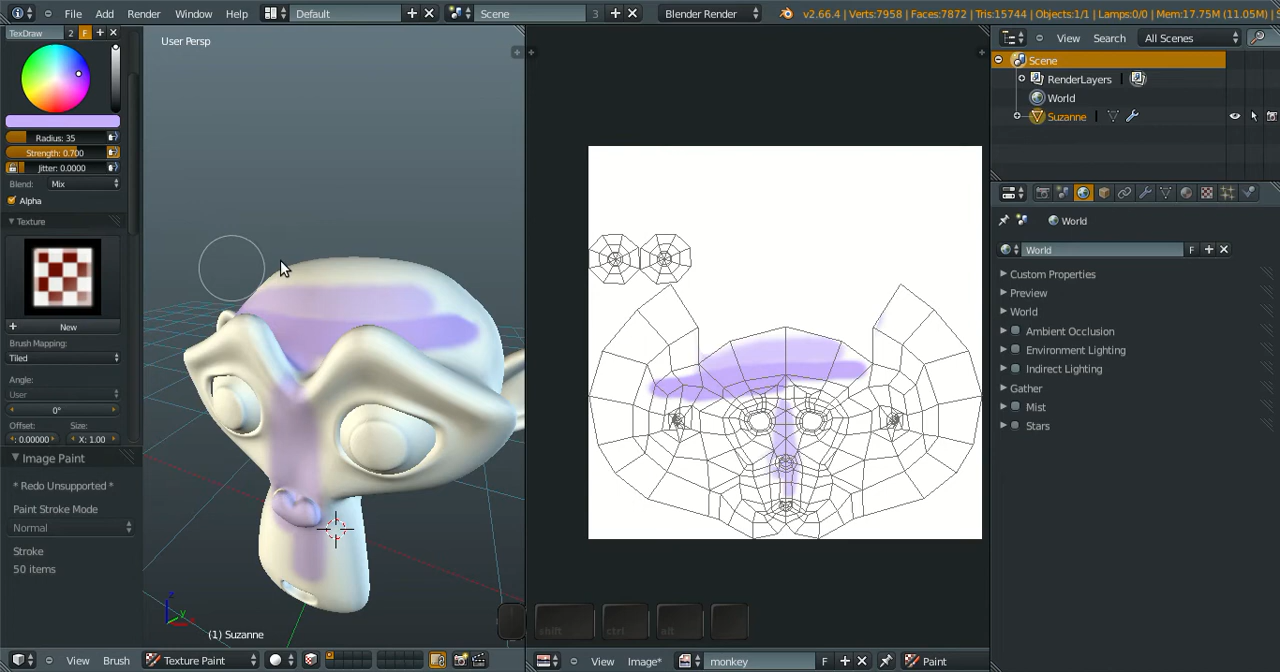 File Add Render Window Help Default Scene 3 Blender Render v2.66.4 | Verts:7958 | Faces:7872 | Tris:15744 | Objects:1/1 | Lamps:0/0 | Mem:17.75M (11.05M) |
TexDraw 2 F
User Persp
View Search All Scenes
Scene
RenderLayers
World
Suzanne
Radius: 35
Strength: 0.700
Jitter: 0.0000
Blend: Mix
Alpha
Texture
New
Brush Mapping:
Tiled
Angle:
User
0°
Offset: Size:
: 0.00000 X: 1.00
Image Paint
* Redo Unsupported *
Paint Stroke Mode
Normal
Stroke
50 items
World
World F
Custom Properties
Preview
World
Ambient Occlusion
Environment Lighting
Indirect Lighting
Gather
Mist
Stars
z
y
(1) Suzanne
shift ctrl alt
View Brush Texture Paint
View Image* monkey F Paint